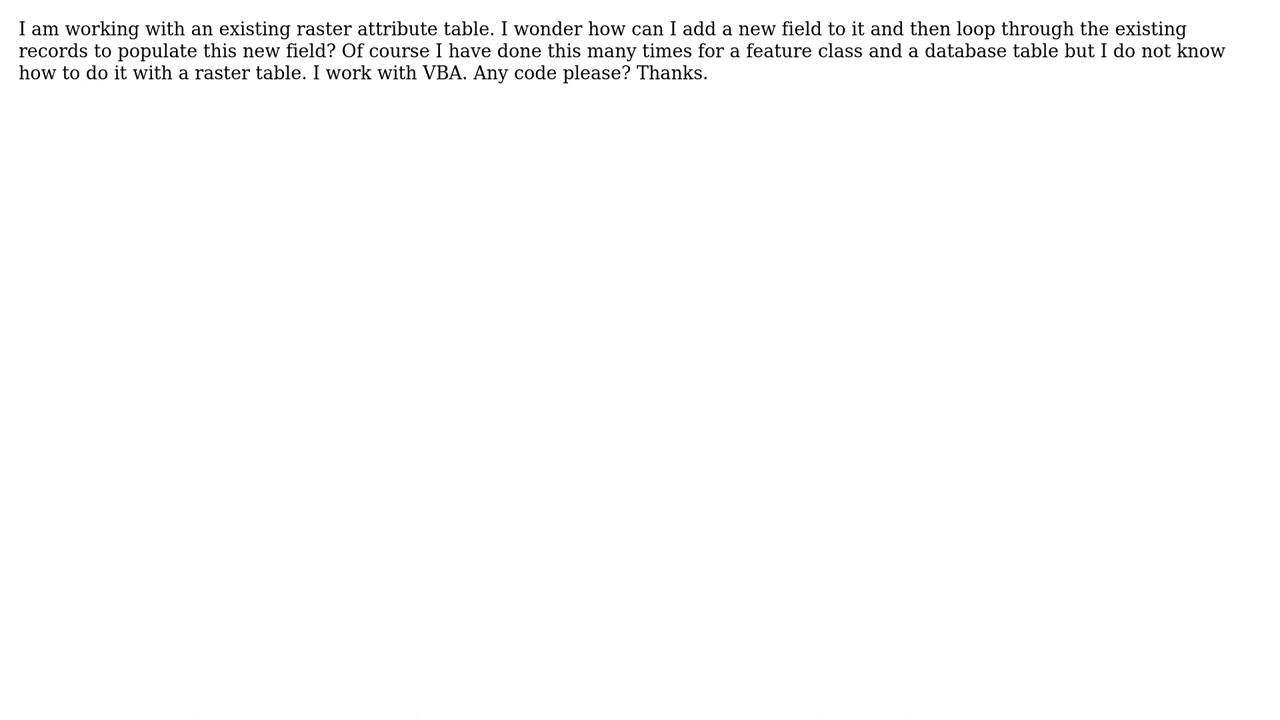 I am working with an existing raster attribute table. I wonder how can I add a new field to it and then loop through the existing
records to populate this new field? Of course I have done this many times for a feature class and a database table but I do not know
how to do it with a raster table. I work with VBA. Any code please? Thanks.